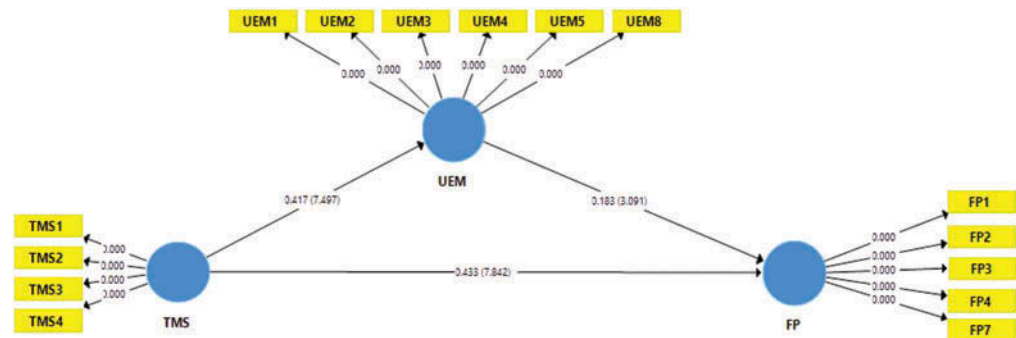 UEM1 UEM2 UEM3 UEM4 UEM5 UEM8
0.000 0.000 0.000 0.000 0.000 0.000
UEM
0.417 (7.497)
0.183 (3.091)
TMS1
TMS2
TMS3
TMS4
0.000
0.000
0.000
0.000
TMS
0.433 (7.842)
FP
0.000
0.000
0.000
0.000
0.000
FP1
FP2
FP3
FP4
FP7